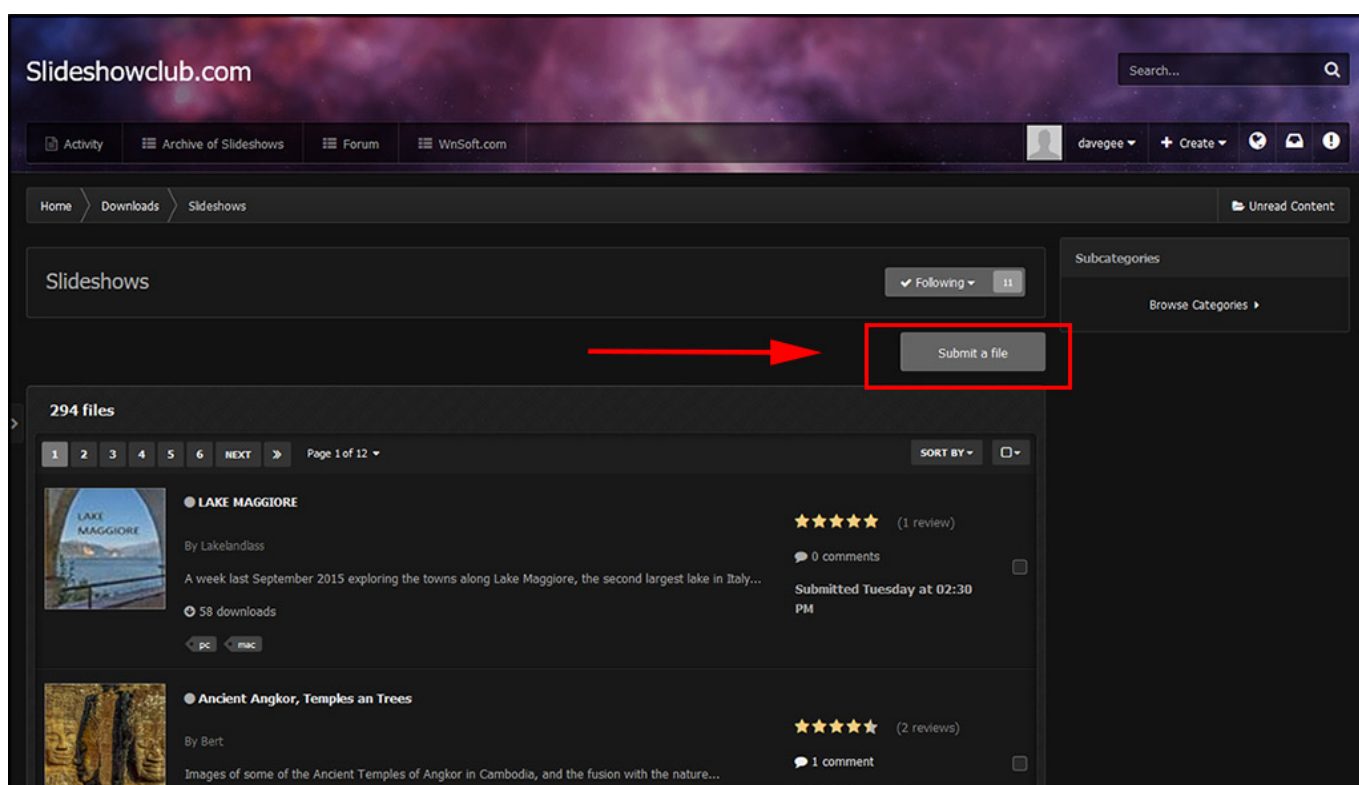 Slideshowclub.com
Search...
Activity
Archive of Slideshows
Forum
WnSoft.com
davegee
+ Create
Home
Downloads
Slideshows
Unread Content
Slideshows
Following
11
Subcategories
Browse Categories
Submit a file
294 files
1 2 3 4 5 6 NEXT » Page 1 of 12
SORT BY
LAKE
MAGGIORE
LAKE MAGGIORE
By Lakelandlass
A week last September 2015 exploring the towns along Lake Maggiore, the second largest lake in Italy...
58 downloads
pc mac
(1 review)
0 comments
Submitted Tuesday at 02:30
PM
Ancient Angkor, Temples an Trees
By Bert
Images of some of the Ancient Temples of Angkor in Cambodia, and the fusion with the nature...
(2 reviews)
1 comment